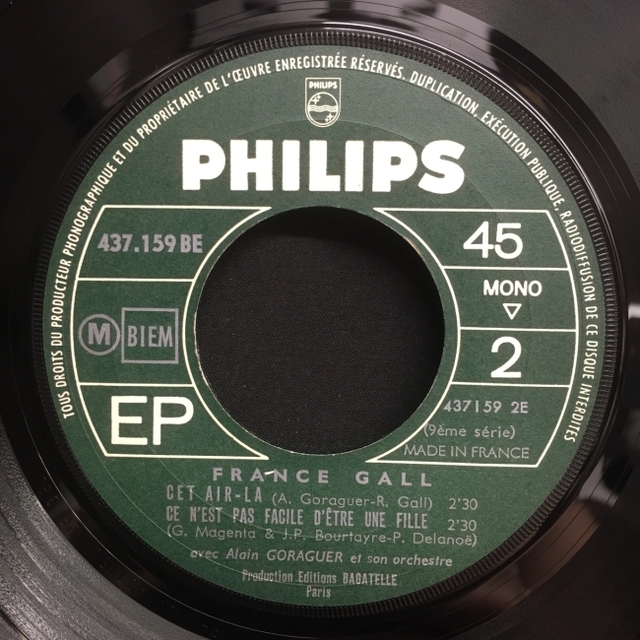 TOUS DROITS DU PRODUCTEUR PHONOGRAPHIQUE ET DU PROPRIÉTAIRE DE L'ŒUVRE ENREGISTRÉE RÉSERVÉS. DUPLICATION, EXÉCUTION PUBLIQUE, RADIODIFFUSION DE CE DISQUE INTERDITES
PHILIPS
PHILIPS
437.159 BE
45
MONO
M BIEM
2
EP
437159 2E
(9ème série)
MADE IN FRANCE
FRANCE GALL
CET AIR-LA (A. Goraguer-R. Gall) 2'30
CE N'EST PAS FACILE D'ÊTRE UNE FILLE 2'30
(G. Magenta & J.P. Bourtayre-P. Delanoë)
avec Alain GORAGUER et son orchestre
Production Editions BAGATELLE
Paris